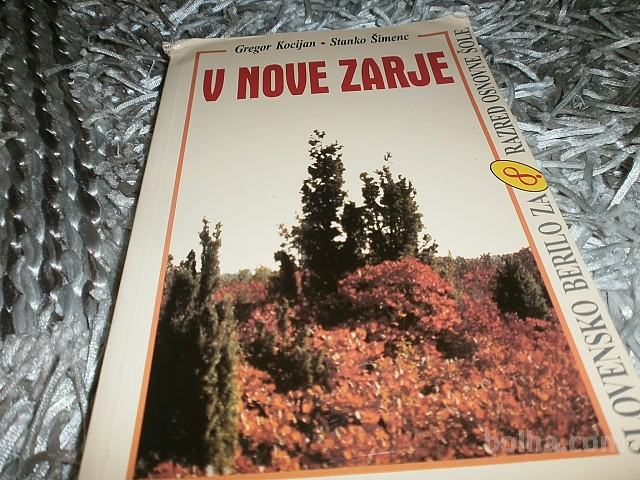 Gregor Kocijan • Stanko Šimenc
V NOVE ZARJE
SLOVENSKO BERILO ZA 8. RAZRED OSNOVNE ŠOLE
bolha.com